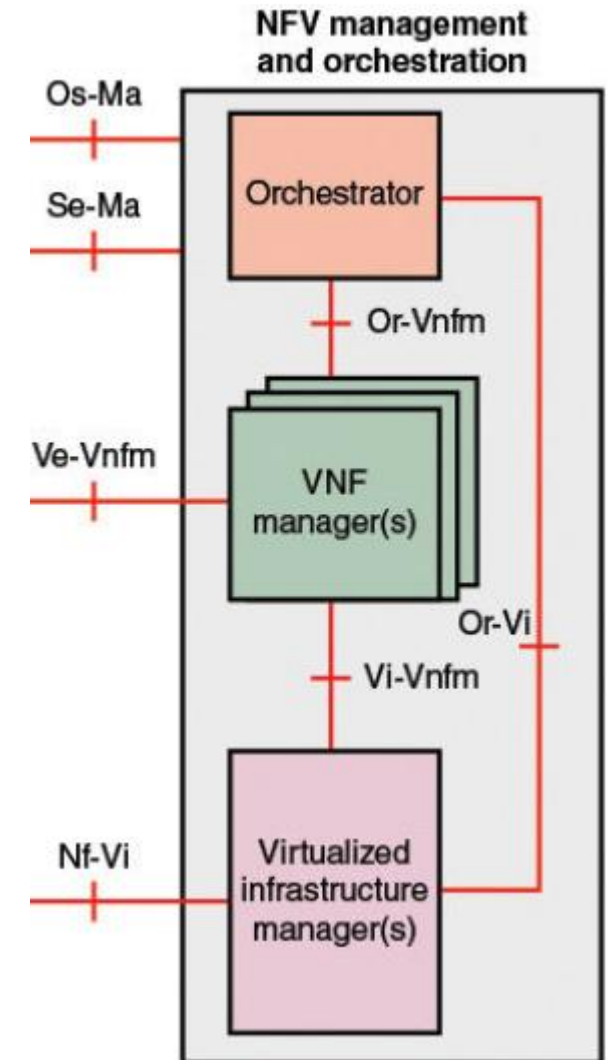 NFV management
and orchestration
Os-Ma
Se-Ma
Orchestrator
Or-Vnfm
Ve-Vnfm
VNF
manager(s)
Or-Vi
Vi-Vnfm
Nf-Vi
Virtualized
infrastructure
manager(s)